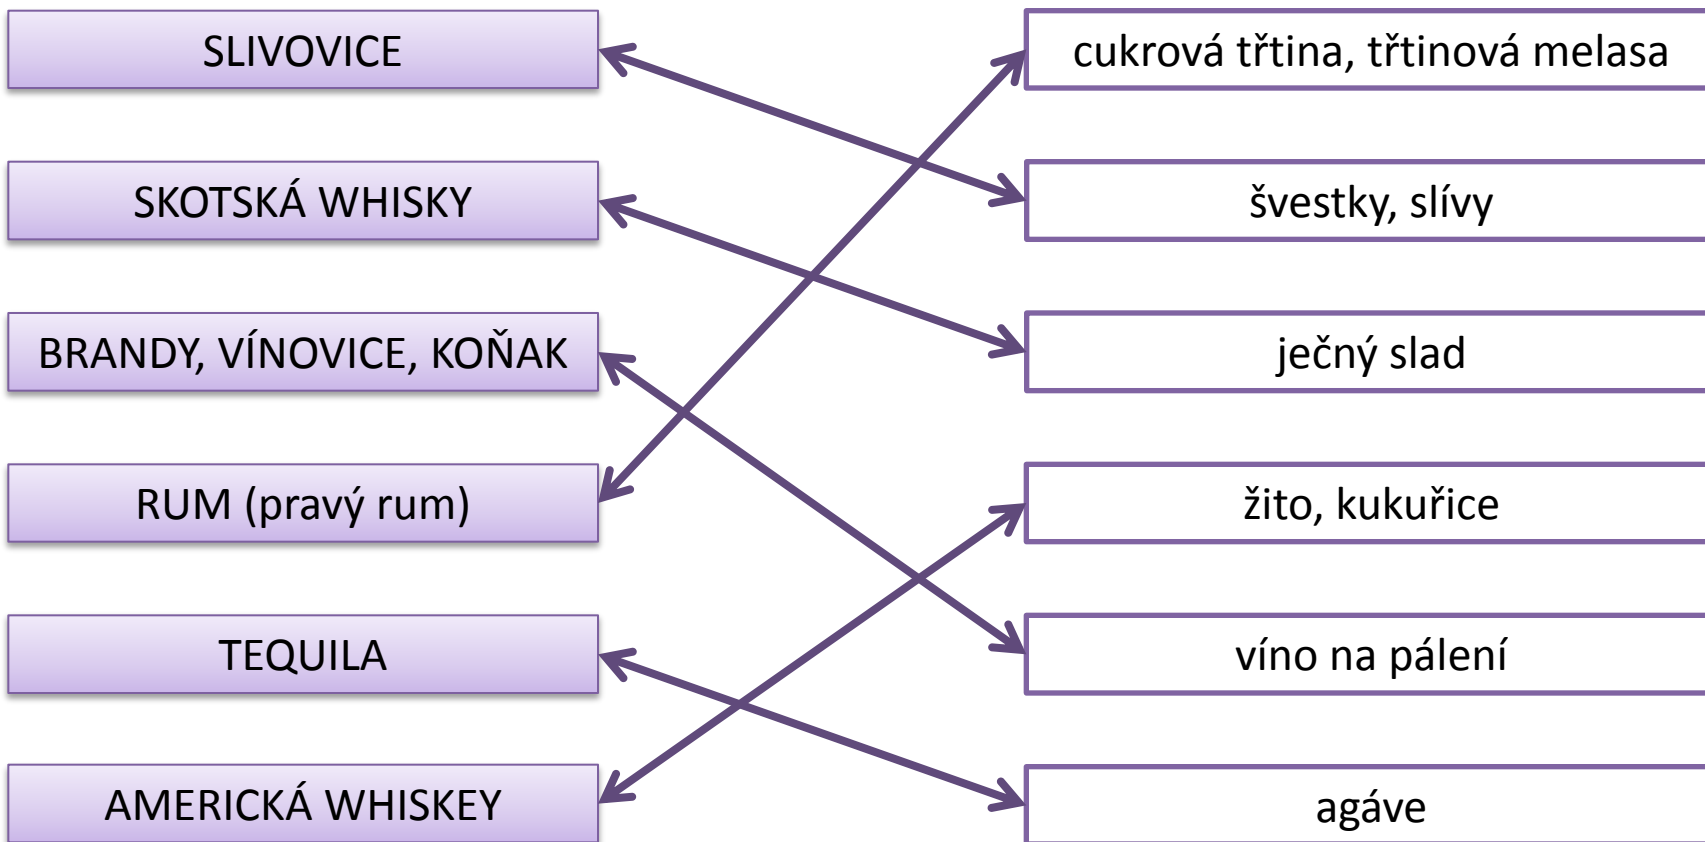 SLIVOVICE
cukrová třtina, třtinová melasa
SKOTSKÁ WHISKY
švestky, slívy
BRANDY, VÍNOVICE, KOŇAK
ječný slad
RUM (pravý rum)
žito, kukuřice
TEQUILA
víno na pálení
AMERICKÁ WHISKEY
agáve